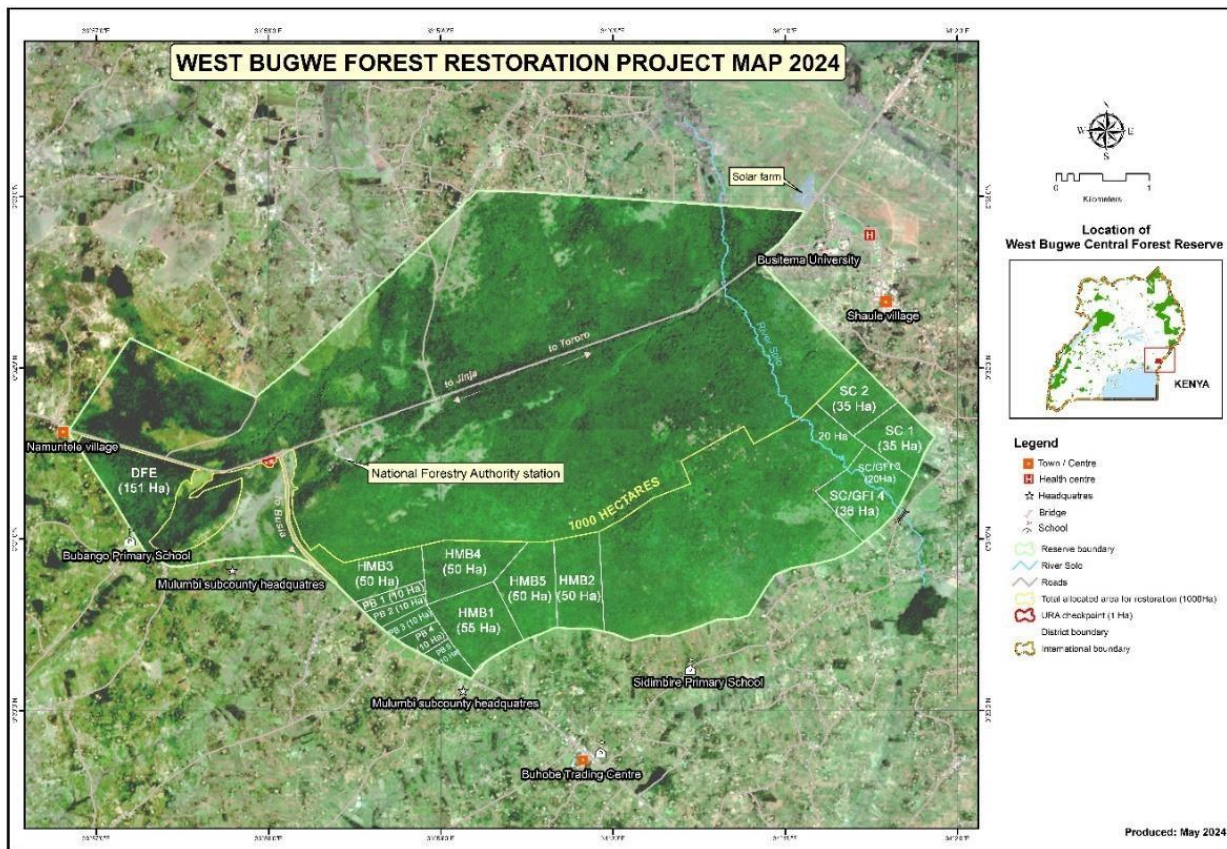 WEST BUGWE FOREST RESTORATION PROJECT MAP 2024
Solar farm
Busitema University
Shaule village
River Solo
to Tororo
to Jinja
SC 2
(35 Ha)
SC 1
(35 Ha)
20 Ha
(20Ha)
SC/GFI 4
Namuntele village
National Forestry Authority station
DFE
(151 Ha)
to Busia
1000 HECTARES
Bubango Primary School
Mulumbi subcounty headquatres
HMB3
(50 Ha)
HMB4
(50 Ha)
HMB5
(50 Ha)
HMB2
(50 Ha)
HMB1
(55 Ha)
PB 1 (10 Ha)
PB 2 (10 Ha)
PB 3 (10 Ha)
PB 4
(10 Ha)
Sidimbire Primary School
Mulumbi subcounty headquatres
Buhobe Trading Centre
N
W
E
S
0
1
Kilometers
Location of
West Bugwe Central Forest Reserve
KENYA
Legend
Town / Centre
Health centre
Headquatres
Bridge
School
Reserve boundary
River Solo
Roads
Total allocated area for restoration (1000Ha)
URA checkpoint (1 Ha)
District boundary
International boundary
Produced: May 2024